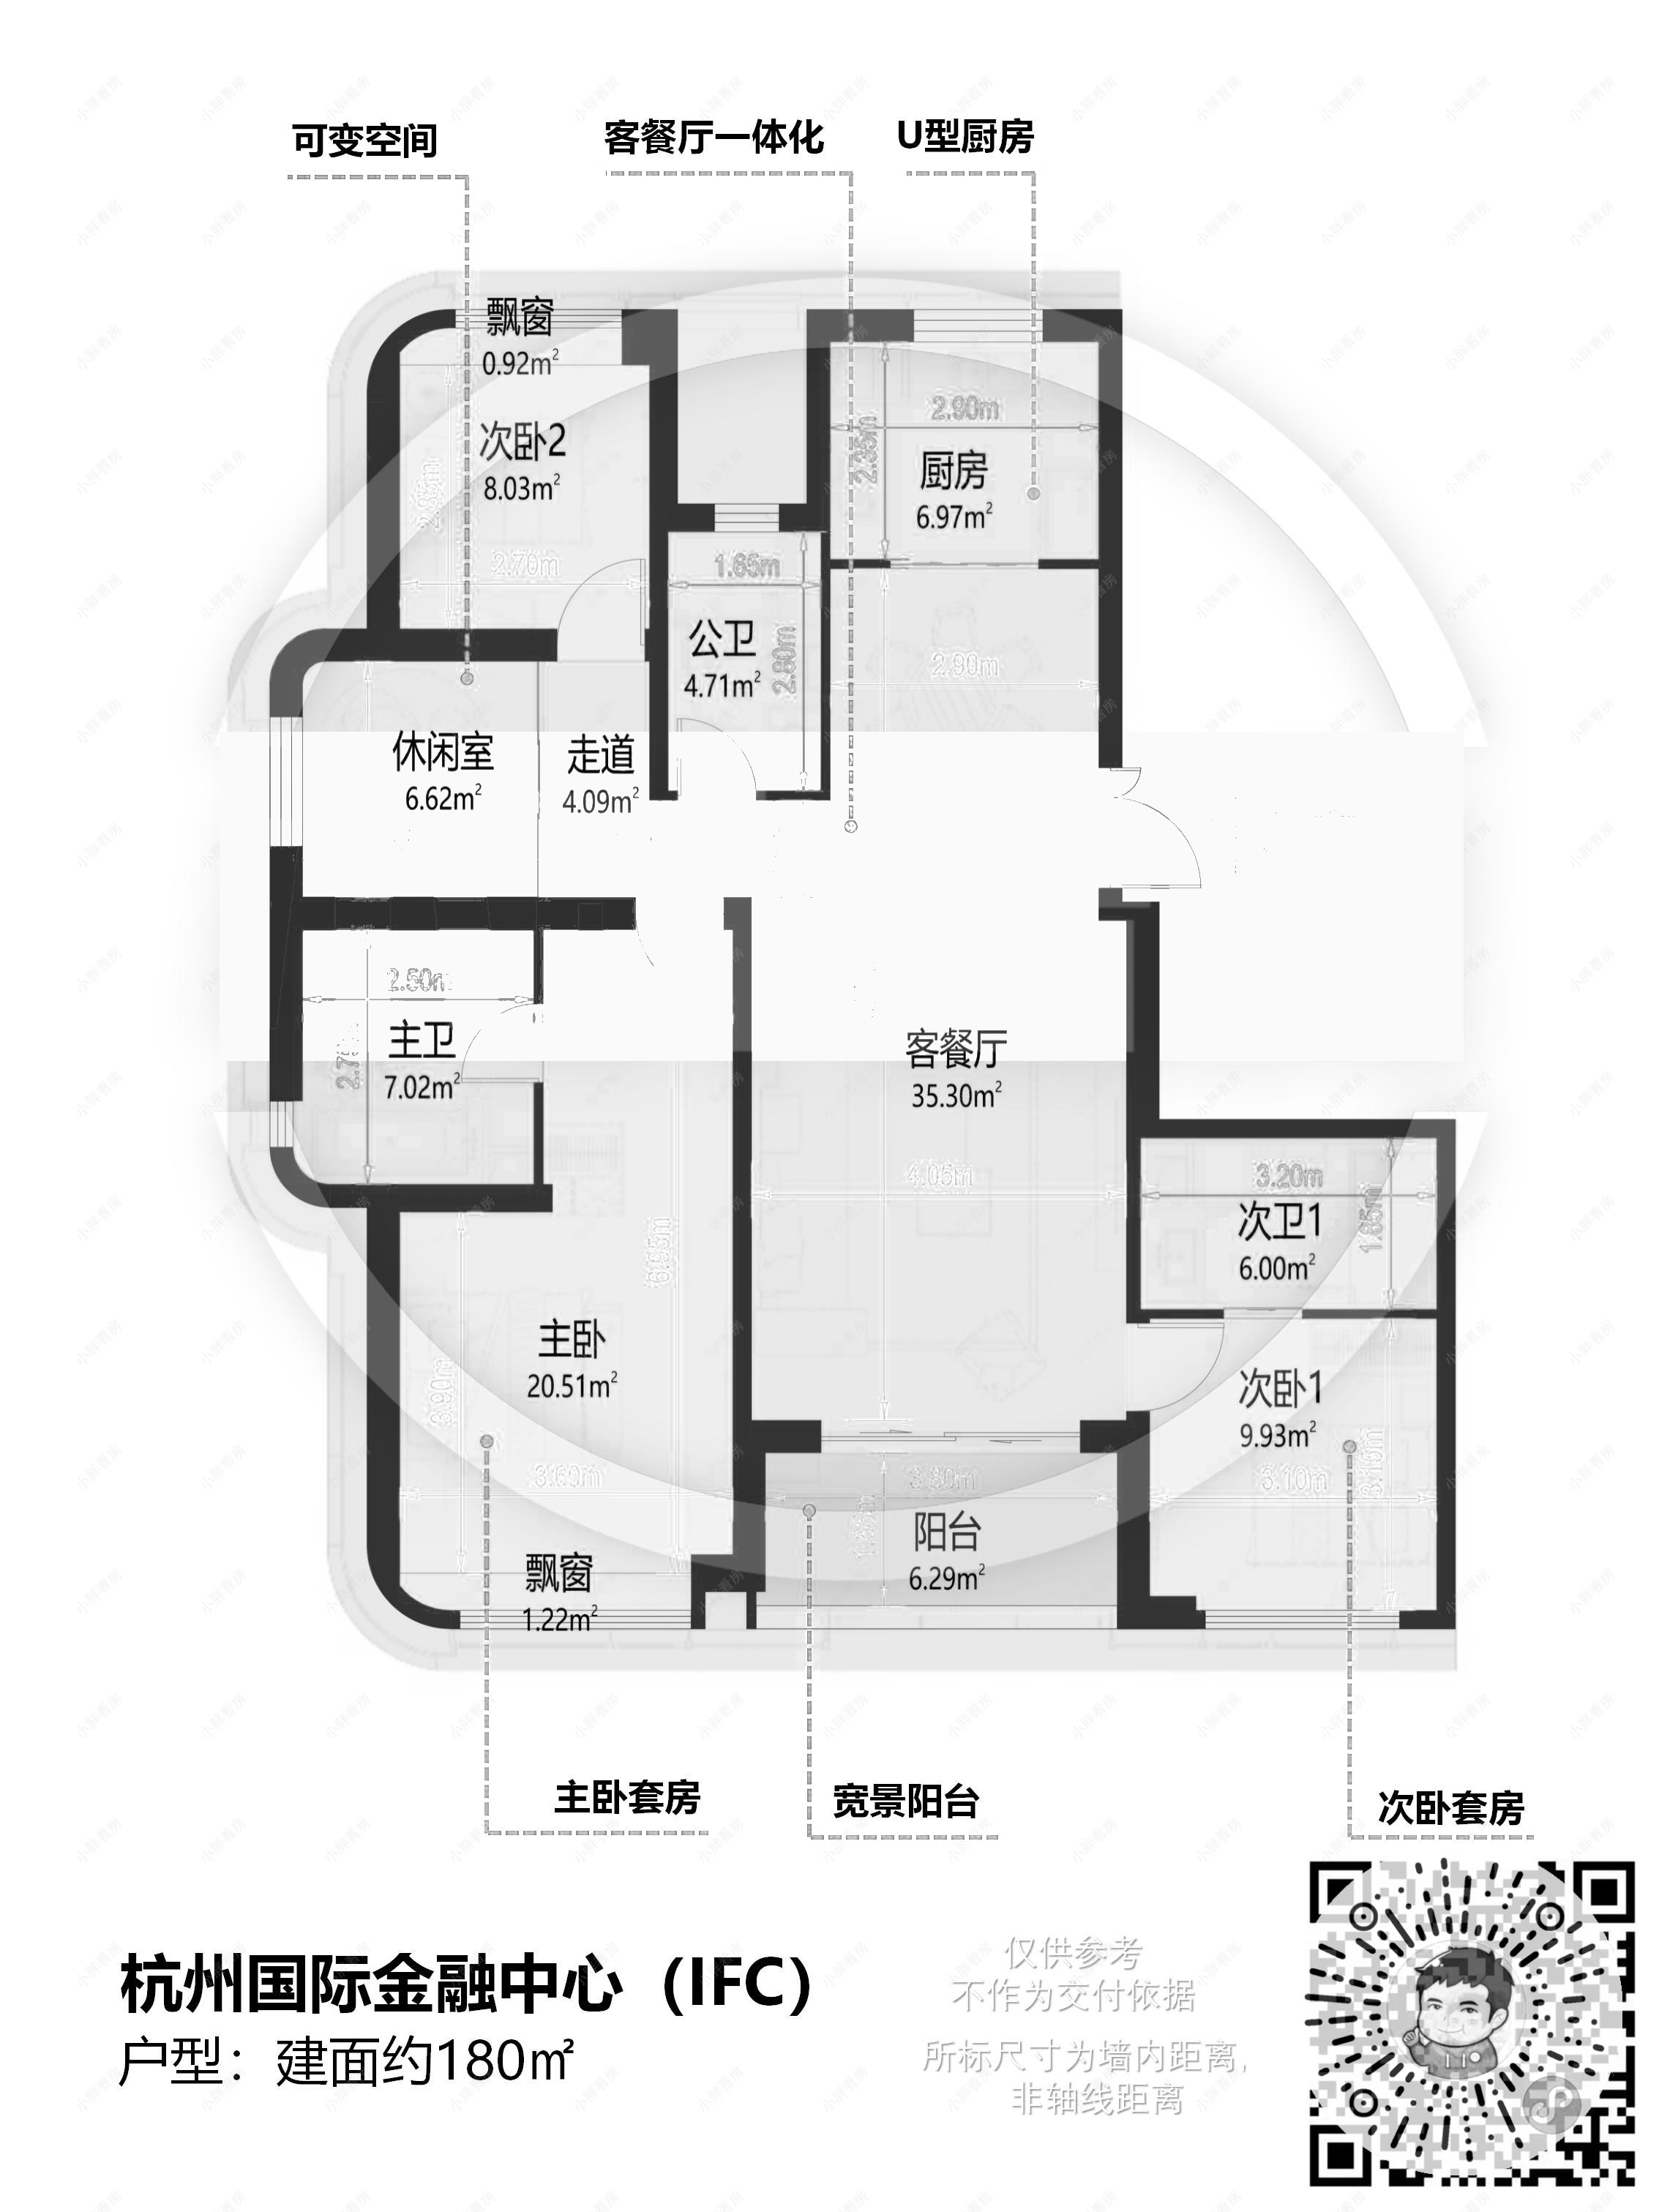 可变空间
客餐厅一体化
U型厨房
飘窗
0.92m²
次卧2
8.03m²
2.70m
2.90m
2.35m
厨房
6.97m²
1.65m
2.80m
公卫
4.71m²
2.90m
休闲室
6.62m²
走道
4.09m²
2.50m
主卫
7.02m²
客餐厅
35.30m²
4.05m
3.20m
1.85m
次卫1
6.00m²
主卧
20.51m²
3.90m
3.60m
次卧1
9.93m²
3.10m
阳台
6.29m²
飘窗
1.22m²
主卧套房
宽景阳台
次卧套房
杭州国际金融中心（IFC）
户型：建面约180㎡
仅供参考
不作为交付依据
所标尺寸为墙内距离，
非轴线距离
小胖看房